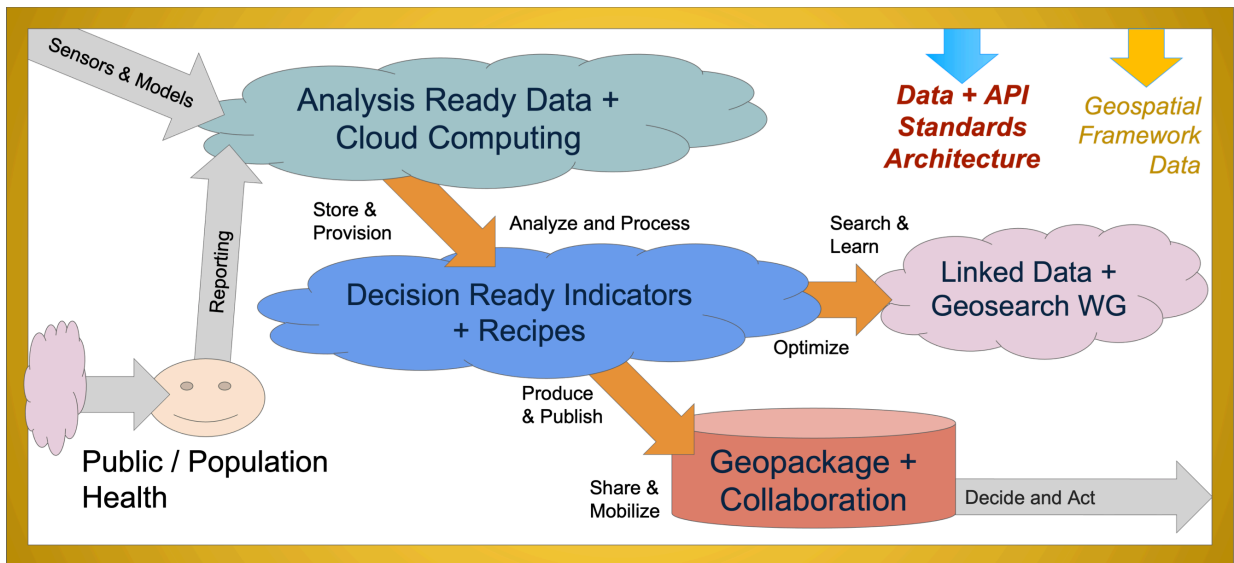 Sensors & Models
Analysis Ready Data +
Cloud Computing
Data + API
Standards
Architecture
Geospatial
Framework
Data
Reporting
Store &
Provision
Analyze and Process
Search &
Learn
Decision Ready Indicators
+ Recipes
Linked Data +
Geosearch WG
Optimize
Produce
& Publish
Public / Population
Health
Geopackage +
Collaboration
Share &
Mobilize
Decide and Act